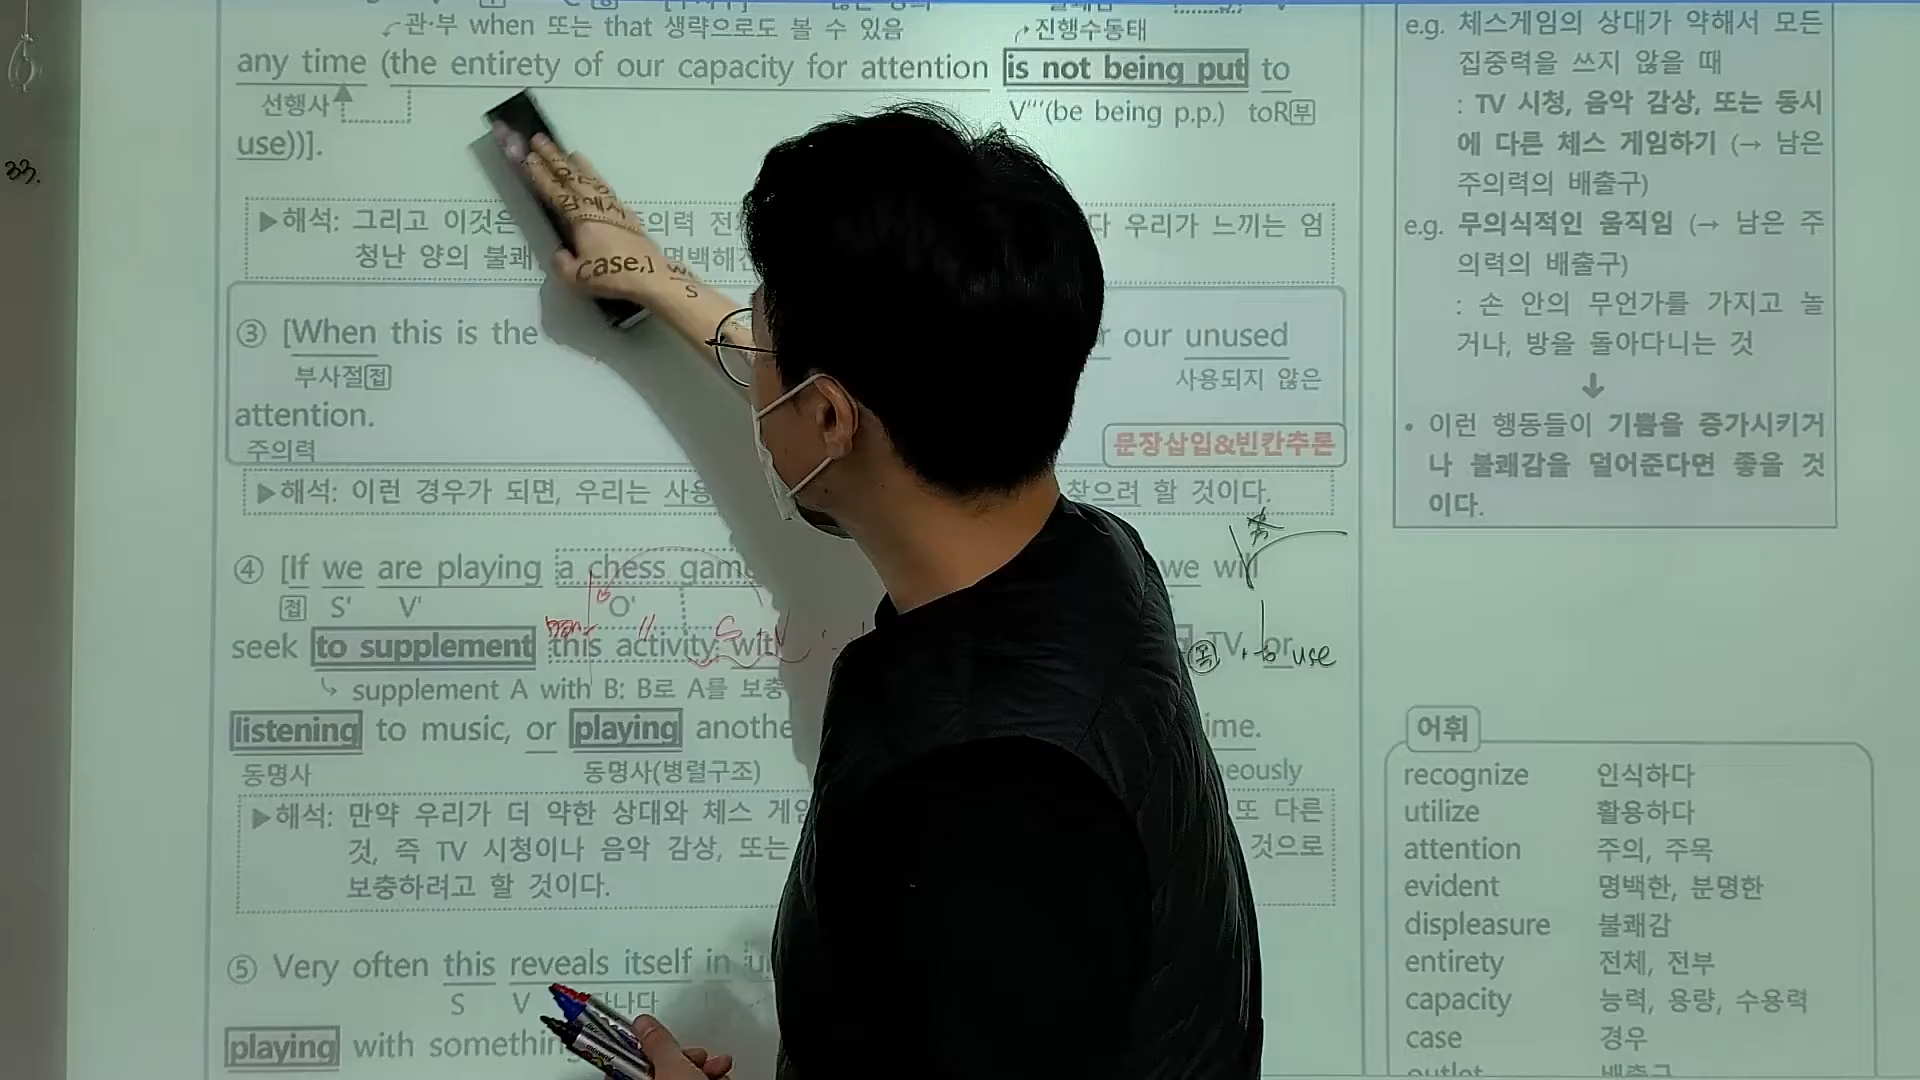 관·부 when 또는 that 생략으로도 볼 수 있음
진행수동태
any time (the entirety of our capacity for attention is not being put to
선행사
V'''(be being p.p.) toR부
use))].
33.
▶해석: 그리고 이것은 주의력 전 다 우리가 느끼는 엄
청난 양의 불쾌 명백해
case,]
S
③ [When this is the our unused
부사절접
사용되지 않은
attention.
주의력
문장삽입&빈칸추론
▶해석: 이런 경우가 되면, 우리는 사용 찾으려 할 것이다.
④ [If we are playing a chess game we will
접 S' V' O'
seek to supplement this activity with TV, or
S V
목 to use
supplement A with B: B로 A를 보충
listening to music, or playing another ime.
동명사
동명사(병렬구조)
eously
▶해석: 만약 우리가 더 약한 상대와 체스 게임 또 다른
것, 즉 TV 시청이나 음악 감상, 또는 것으로
보충하려고 할 것이다.
⑤ Very often this reveals itself in
S V
playing with something
e.g. 체스게임의 상대가 약해서 모든
집중력을 쓰지 않을 때
: TV 시청, 음악 감상, 또는 동시
에 다른 체스 게임하기 (→ 남은
주의력의 배출구)
e.g. 무의식적인 움직임 (→ 남은 주
의력의 배출구)
: 손 안의 무언가를 가지고 놀
거나, 방을 돌아다니는 것
↓
• 이런 행동들이 기쁨을 증가시키거
나 불쾌감을 덜어준다면 좋을 것
이다.
어휘
recognize 인식하다
utilize 활용하다
attention 주의, 주목
evident 명백한, 분명한
displeasure 불쾌감
entirety 전체, 전부
capacity 능력, 용량, 수용력
case 경우
outlet 배출구